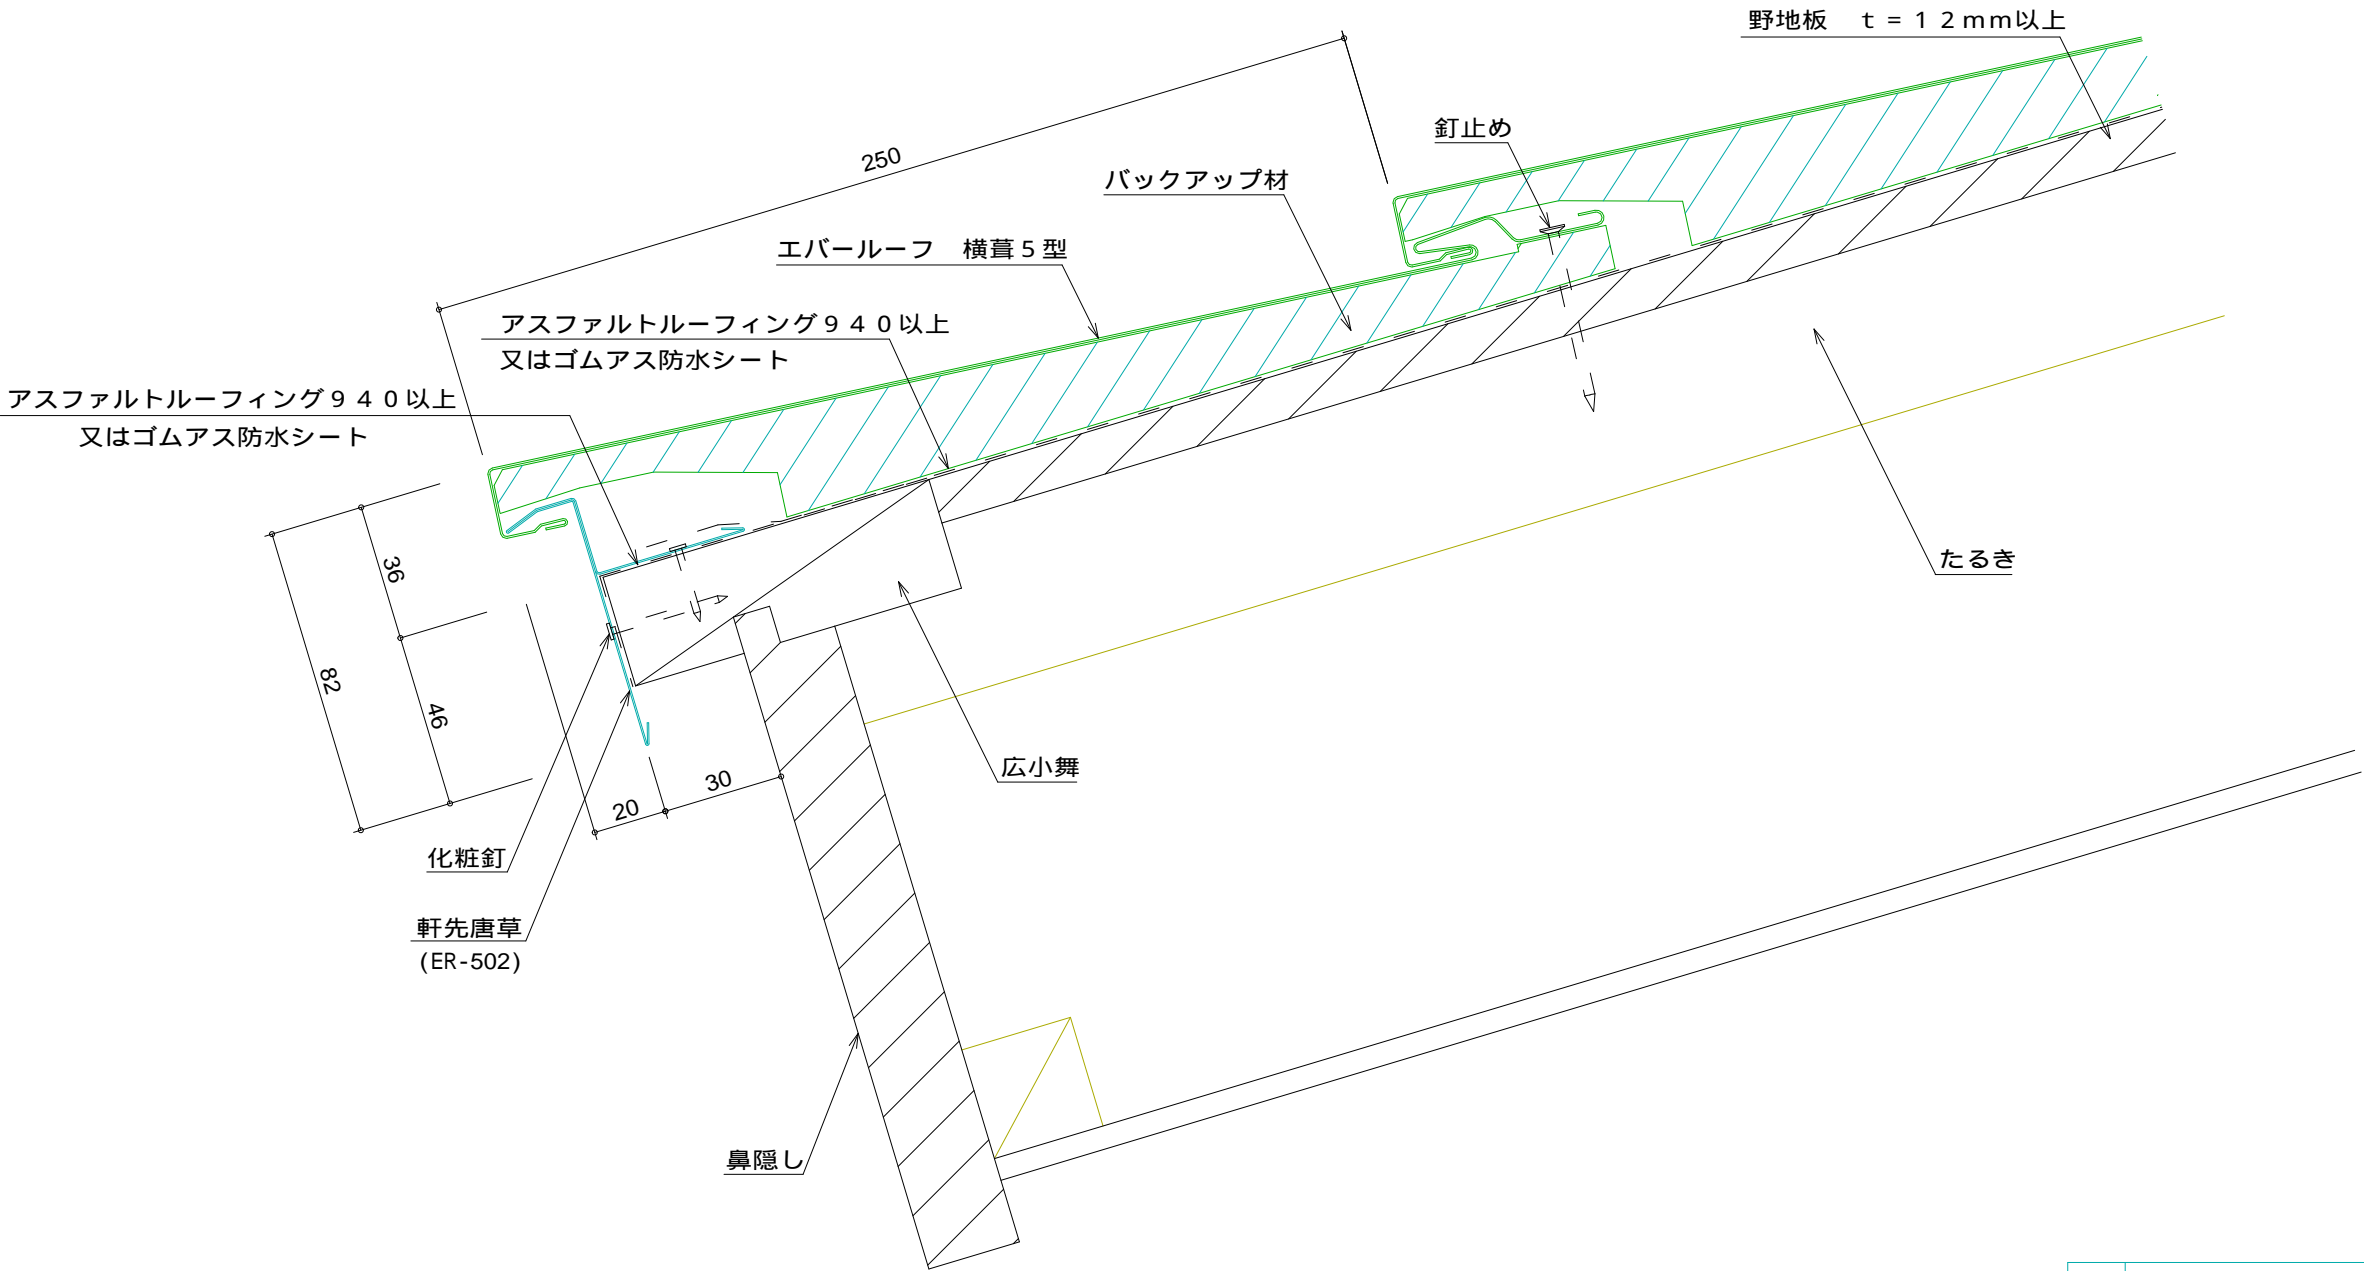 野地板　ｔ＝１２ｍｍ以上
釘止め
250
バックアップ材
エバールーフ　横葺５型
アスファルトルーフィング９４０以上
又はゴムアス防水シート
アスファルトルーフィング９４０以上
又はゴムアス防水シート
36
82
46
たるき
広小舞
30
20
化粧釘
軒先唐草
(ER-502)
鼻隠し